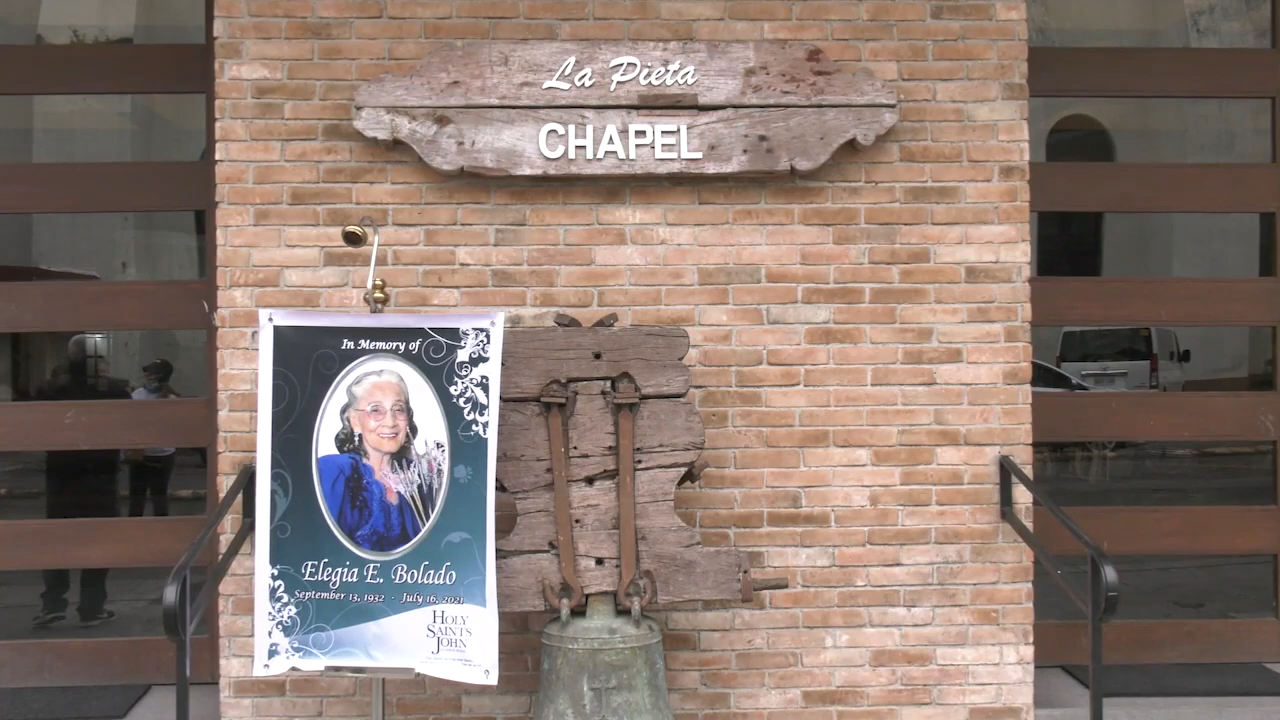 La Pieta
CHAPEL
In Memory of
Elegia E. Bolado
September 13, 1932 - July 16, 2021
HOLY
SAINTS
JOHN